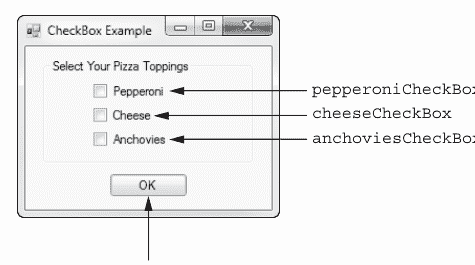 CheckBox Example
Select Your Pizza Toppings
Pepperoni
pepperoniCheckBox
Cheese
cheeseCheckBox
Anchovies
anchoviesCheckBox
OK